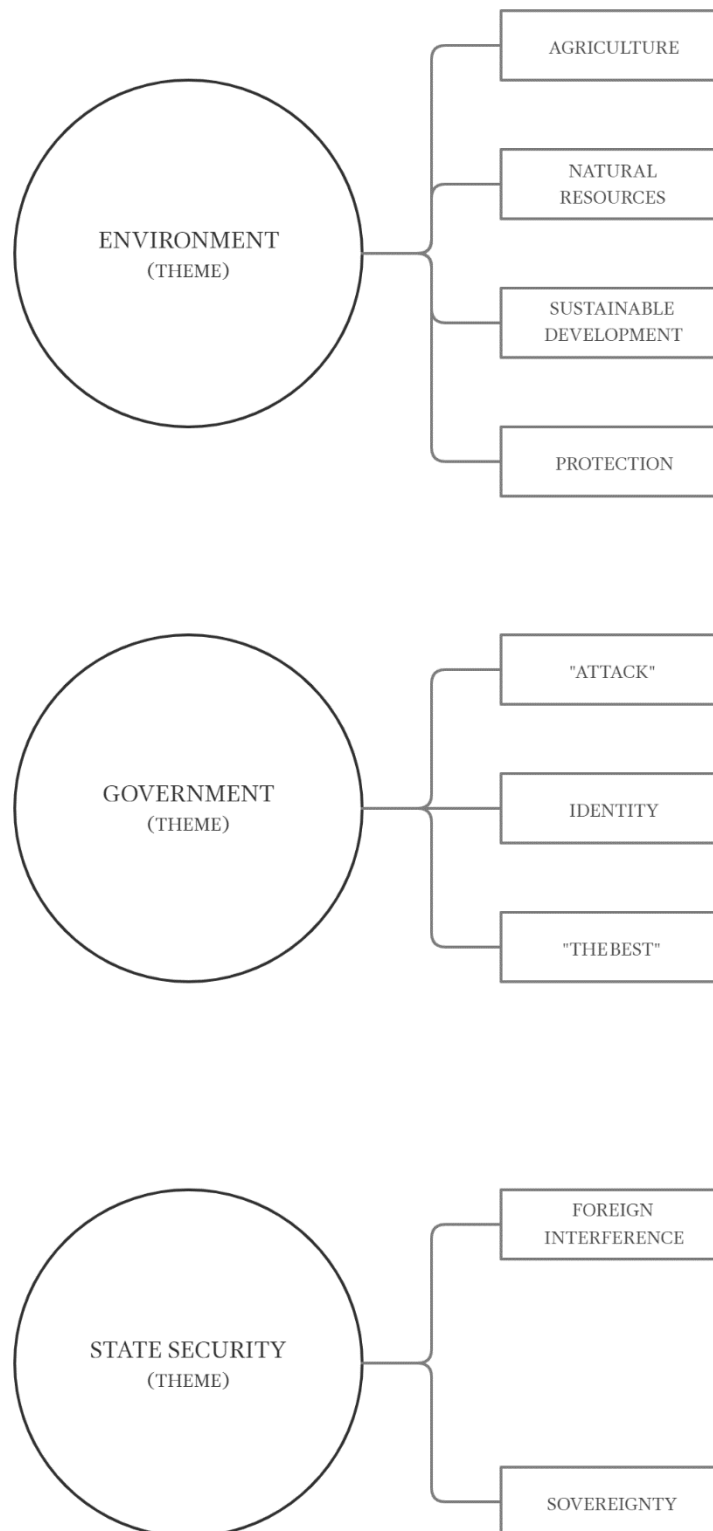 ENVIRONMENT
(THEME)
AGRICULTURE
NATURAL
RESOURCES
SUSTAINABLE
DEVELOPMENT
PROTECTION
GOVERNMENT
(THEME)
"ATTACK"
IDENTITY
"THE BEST"
STATE SECURITY
(THEME)
FOREIGN
INTERFERENCE
SOVEREIGNTY